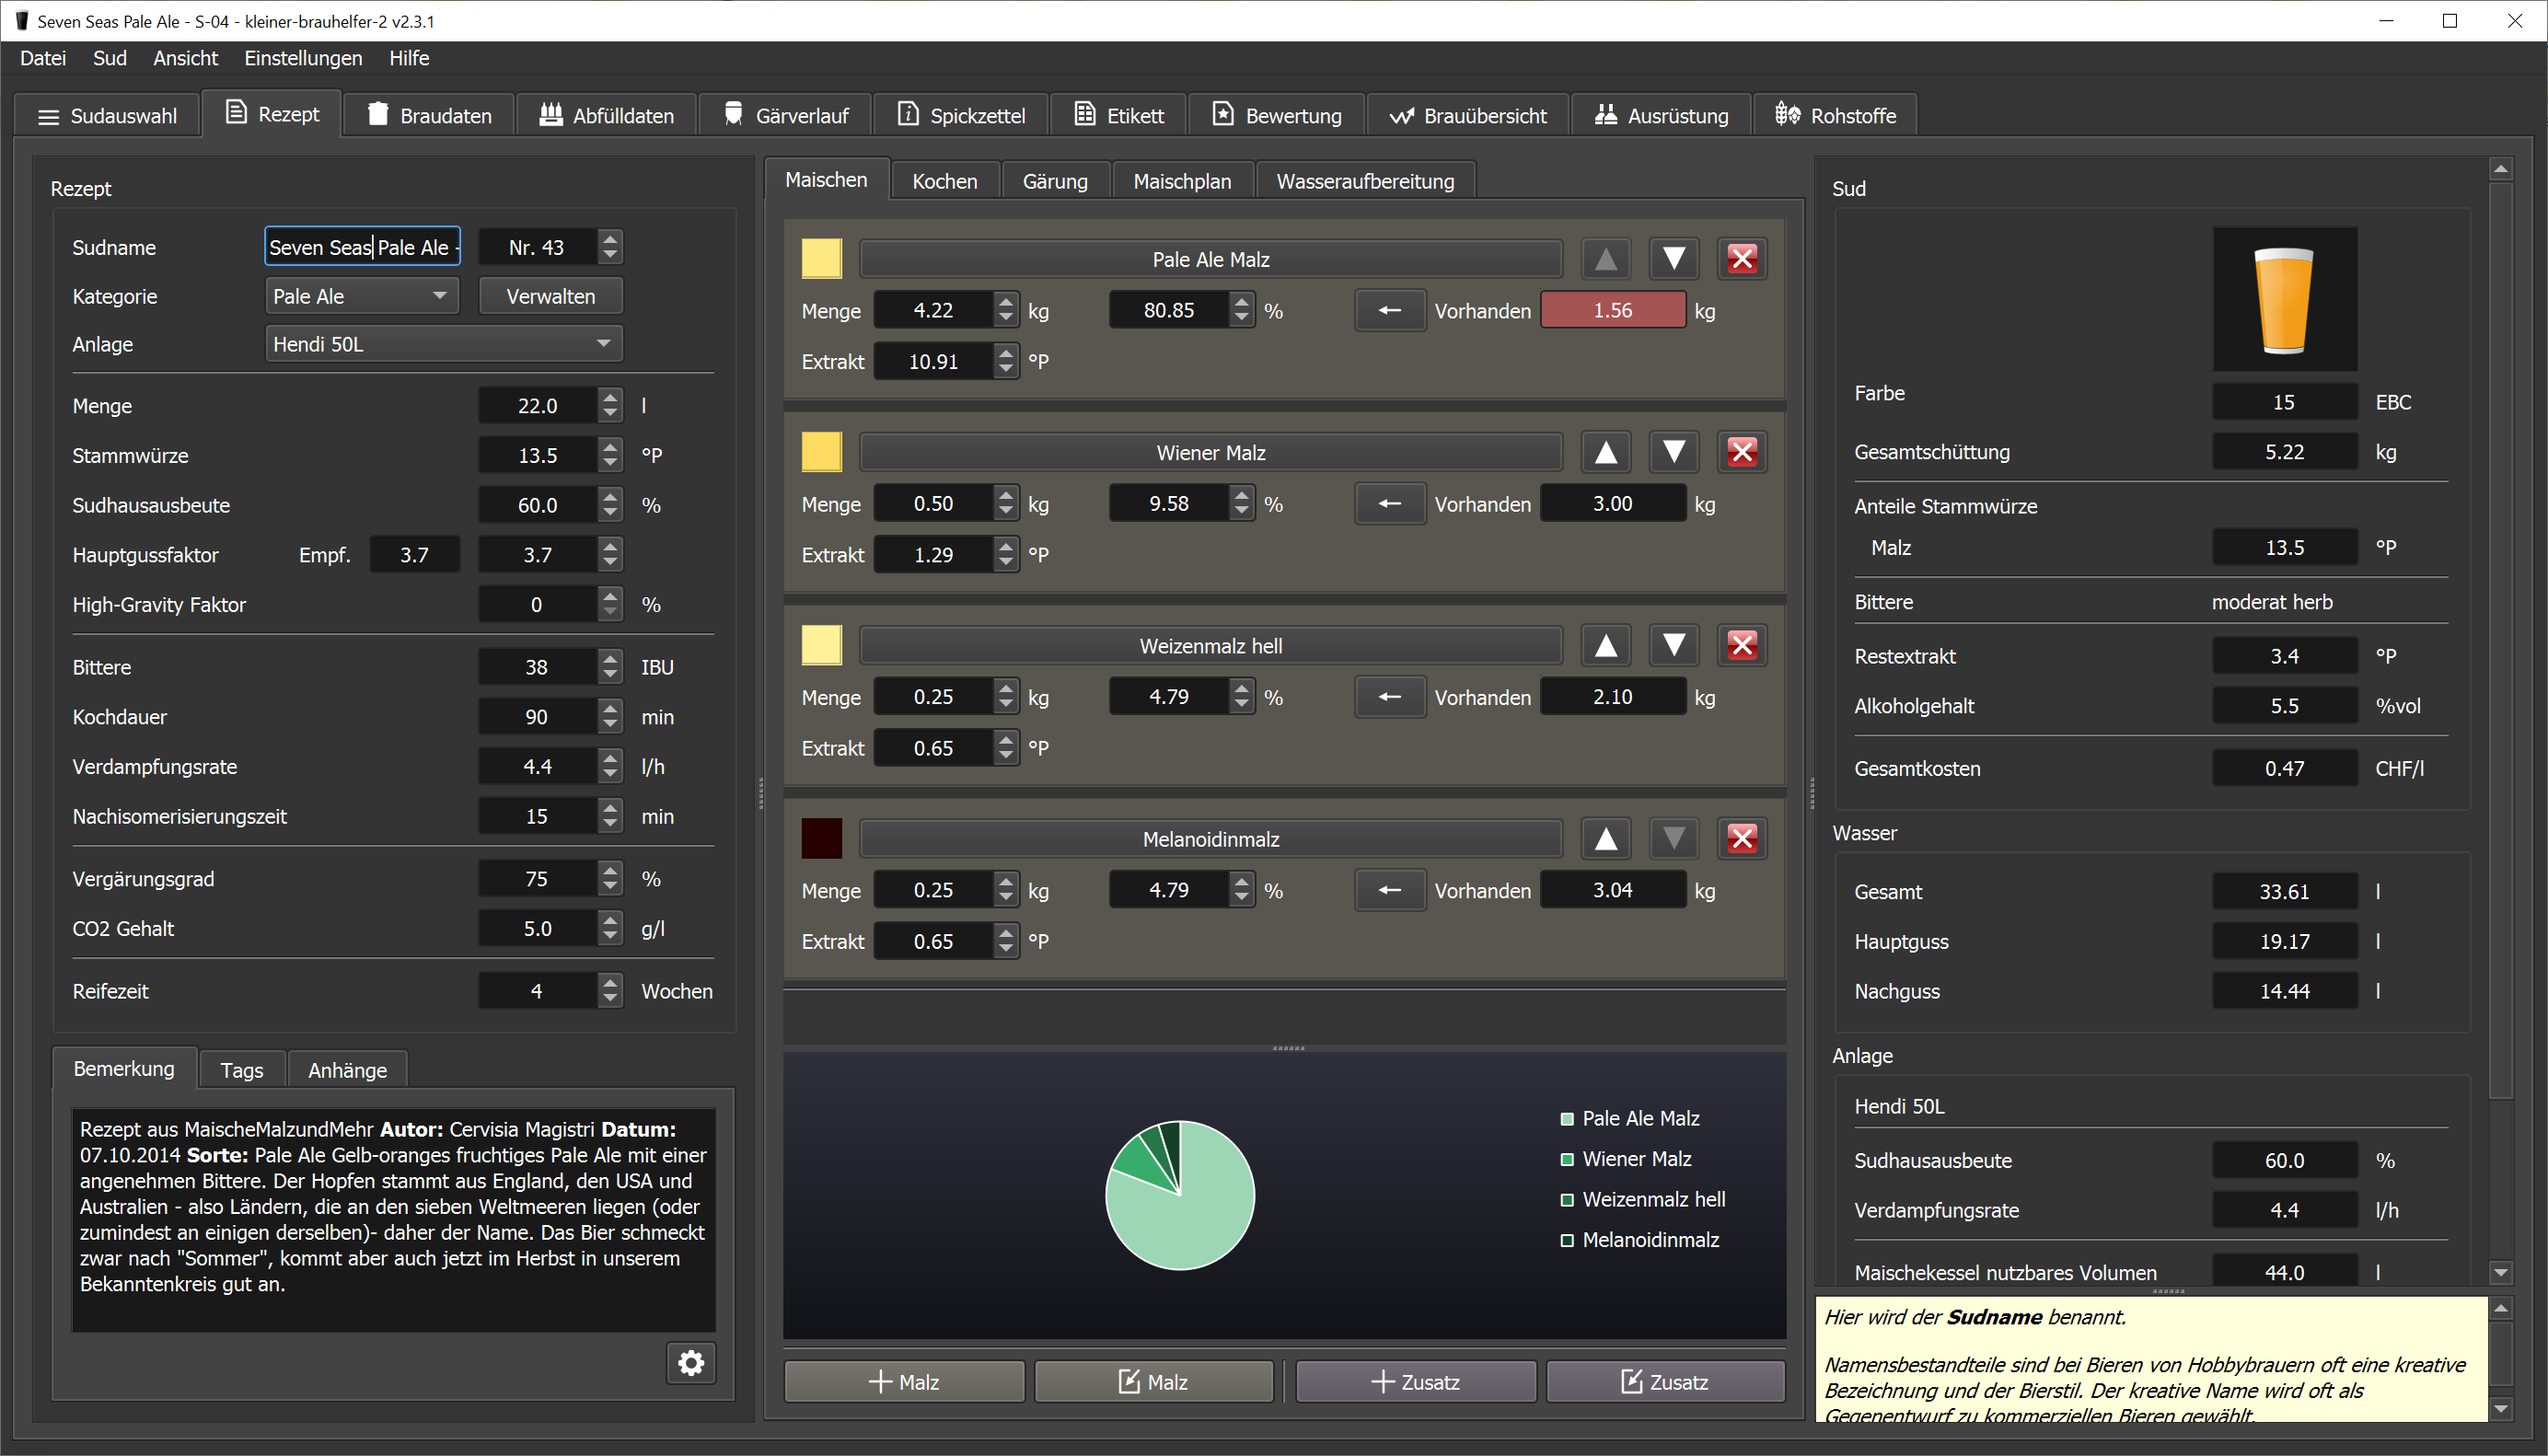 Seven Seas Pale Ale - S-04 - kleiner-brauhelfer-2 v2.3.1
Datei Sud Ansicht Einstellungen Hilfe
Sudauswahl Rezept Braudaten Abfülldaten Gärverlauf Spickzettel Etikett Bewertung Brauübersicht Ausrüstung Rohstoffe
Rezept
Sudname Seven Seas Pale Ale - Nr. 43
Kategorie Pale Ale Verwalten
Anlage Hendi 50L
Menge 22.0 l
Stammwürze 13.5 °P
Sudhausausbeute 60.0 %
Hauptgussfaktor Empf. 3.7 3.7
High-Gravity Faktor 0 %
Bittere 38 IBU
Kochdauer 90 min
Verdampfungsrate 4.4 l/h
Nachisomerisierungszeit 15 min
Vergärungsgrad 75 %
CO2 Gehalt 5.0 g/l
Reifezeit 4 Wochen
Bemerkung Tags Anhänge
Rezept aus MaischeMalzundMehr Autor: Cervisia Magistri Datum:
07.10.2014 Sorte: Pale Ale Gelb-oranges fruchtiges Pale Ale mit einer
angenehmen Bittere. Der Hopfen stammt aus England, den USA und
Australien - also Ländern, die an den sieben Weltmeeren liegen (oder
zumindest an einigen derselben)- daher der Name. Das Bier schmeckt
zwar nach "Sommer", kommt aber auch jetzt im Herbst in unserem
Bekanntenkreis gut an.
Maischen Kochen Gärung Maischplan Wasseraufbereitung
Pale Ale Malz
Menge 4.22 kg 80.85 % Vorhanden 1.56 kg
Extrakt 10.91 °P
Wiener Malz
Menge 0.50 kg 9.58 % Vorhanden 3.00 kg
Extrakt 1.29 °P
Weizenmalz hell
Menge 0.25 kg 4.79 % Vorhanden 2.10 kg
Extrakt 0.65 °P
Melanoidinmalz
Menge 0.25 kg 4.79 % Vorhanden 3.04 kg
Extrakt 0.65 °P
Pale Ale Malz
Wiener Malz
Weizenmalz hell
Melanoidinmalz
Malz Malz Zusatz Zusatz
Sud
Farbe 15 EBC
Gesamtschüttung 5.22 kg
Anteile Stammwürze
Malz 13.5 °P
Bittere moderat herb
Restextrakt 3.4 °P
Alkoholgehalt 5.5 %vol
Gesamtkosten 0.47 CHF/l
Wasser
Gesamt 33.61 l
Hauptguss 19.17 l
Nachguss 14.44 l
Anlage
Hendi 50L
Sudhausausbeute 60.0 %
Verdampfungsrate 4.4 l/h
Maischekessel nutzbares Volumen 44.0 l
Hier wird der Sudname benannt.
Namensbestandteile sind bei Bieren von Hobbybrauern oft eine kreative
Bezeichnung und der Bierstil. Der kreative Name wird oft als
Gegenentwurf zu kommerziellen Bieren gewählt.